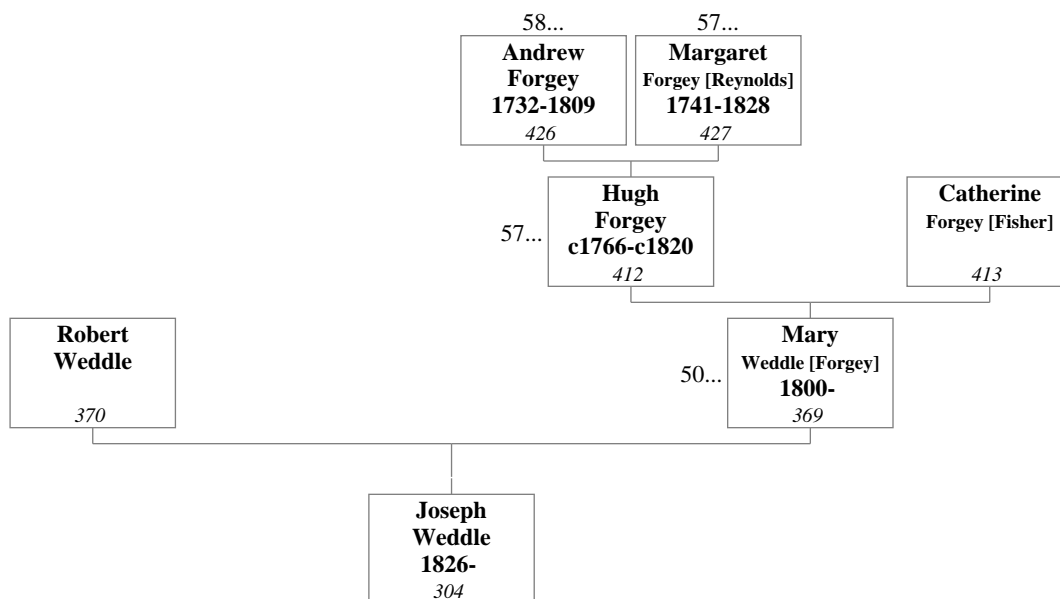 58...
57...
Andrew
Forgey
1732-1809
426
Margaret
Forgey [Reynolds]
1741-1828
427
57...
Hugh
Forgey
c1766-c1820
412
Catherine
Forgey [Fisher]
413
Robert
Weddle
370
50...
Mary
Weddle [Forgey]
1800-
369
Joseph
Weddle
1826-
304